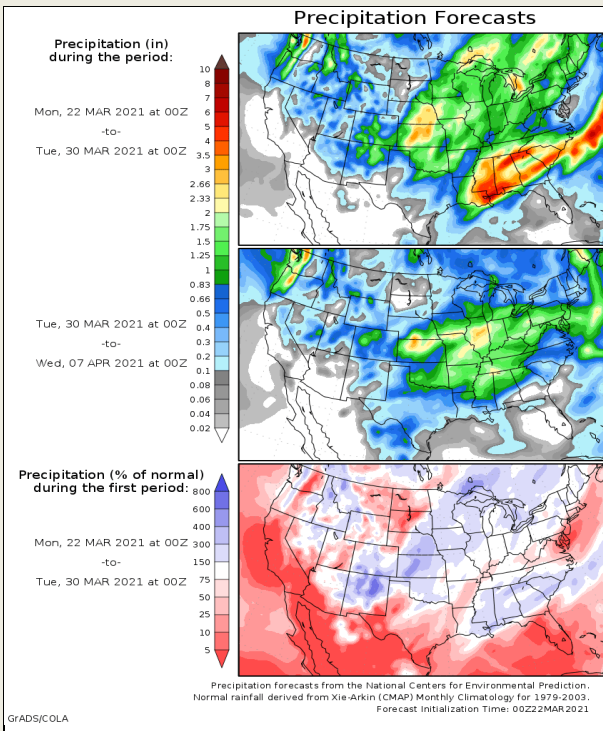 Precipitation Forecasts
Precipitation (in)
during the period:
Mon, 22 MAR 2021 at 00Z
-to-
Tue, 30 MAR 2021 at 00Z
10
8
7
6
5
4
3.5
3
2.66
2.33
2
1.75
1.5
1.25
1
0.83
0.66
0.5
0.4
0.3
0.2
0.1
0.08
0.06
0.04
0.02
Tue, 30 MAR 2021 at 00Z
-to-
Wed, 07 APR 2021 at 00Z
Precipitation (% of normal)
during the first period:
Mon, 22 MAR 2021 at 00Z
-to-
Tue, 30 MAR 2021 at 00Z
800
600
400
300
150
75
50
25
10
5
Precipitation forecasts from the National Centers for Environmental Prediction.
Normal rainfall derived from Xie-Arkin (CMAP) Monthly Climatology for 1979-2003.
Forecast Initialization Time: 00Z22MAR2021
GrADS/COLA